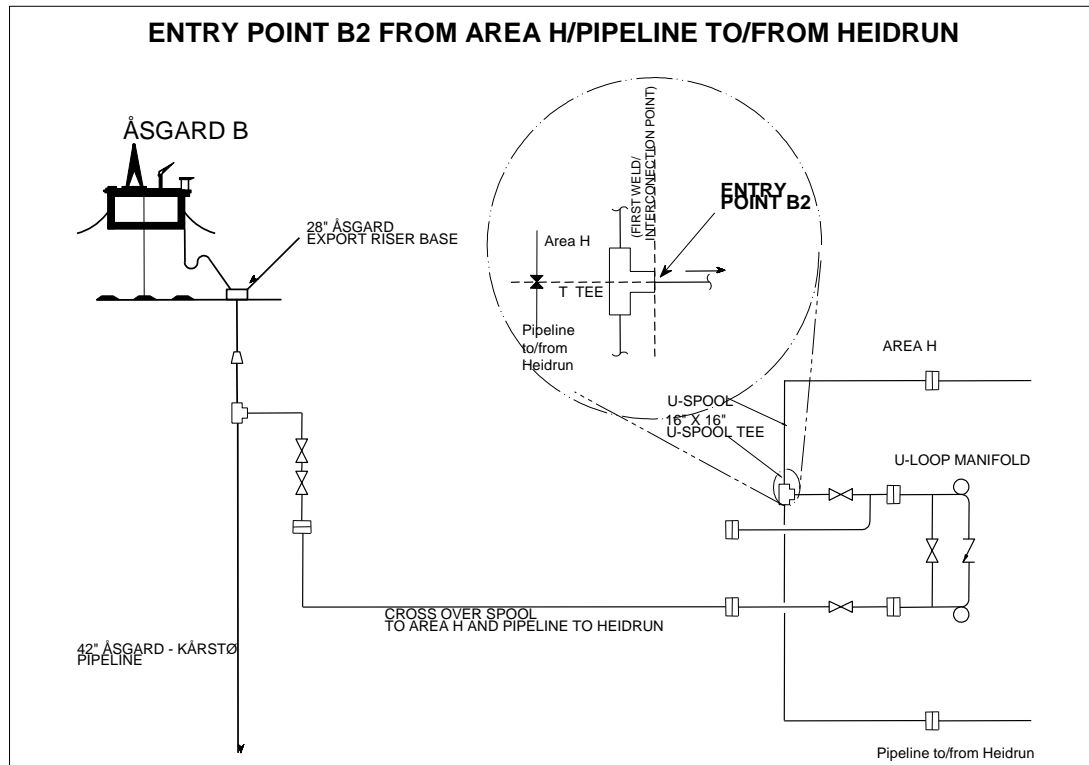 ENTRY POINT B2 FROM AREA H/PIPELINE TO/FROM HEIDRUN
ÅSGARD B
28" ÅSGARD
EXPORT RISER BASE
(FIRST WELD/
INTERCONECTION POINT)
ENTRY
POINT B2
Area H
T TEE
Pipeline
to/from
Heidrun
AREA H
U-SPOOL
16" X 16"
U-SPOOL TEE
U-LOOP MANIFOLD
CROSS OVER SPOOL
TO AREA H AND PIPELINE TO HEIDRUN
42" ÅSGARD - KÅRSTØ
PIPELINE
Pipeline to/from Heidrun